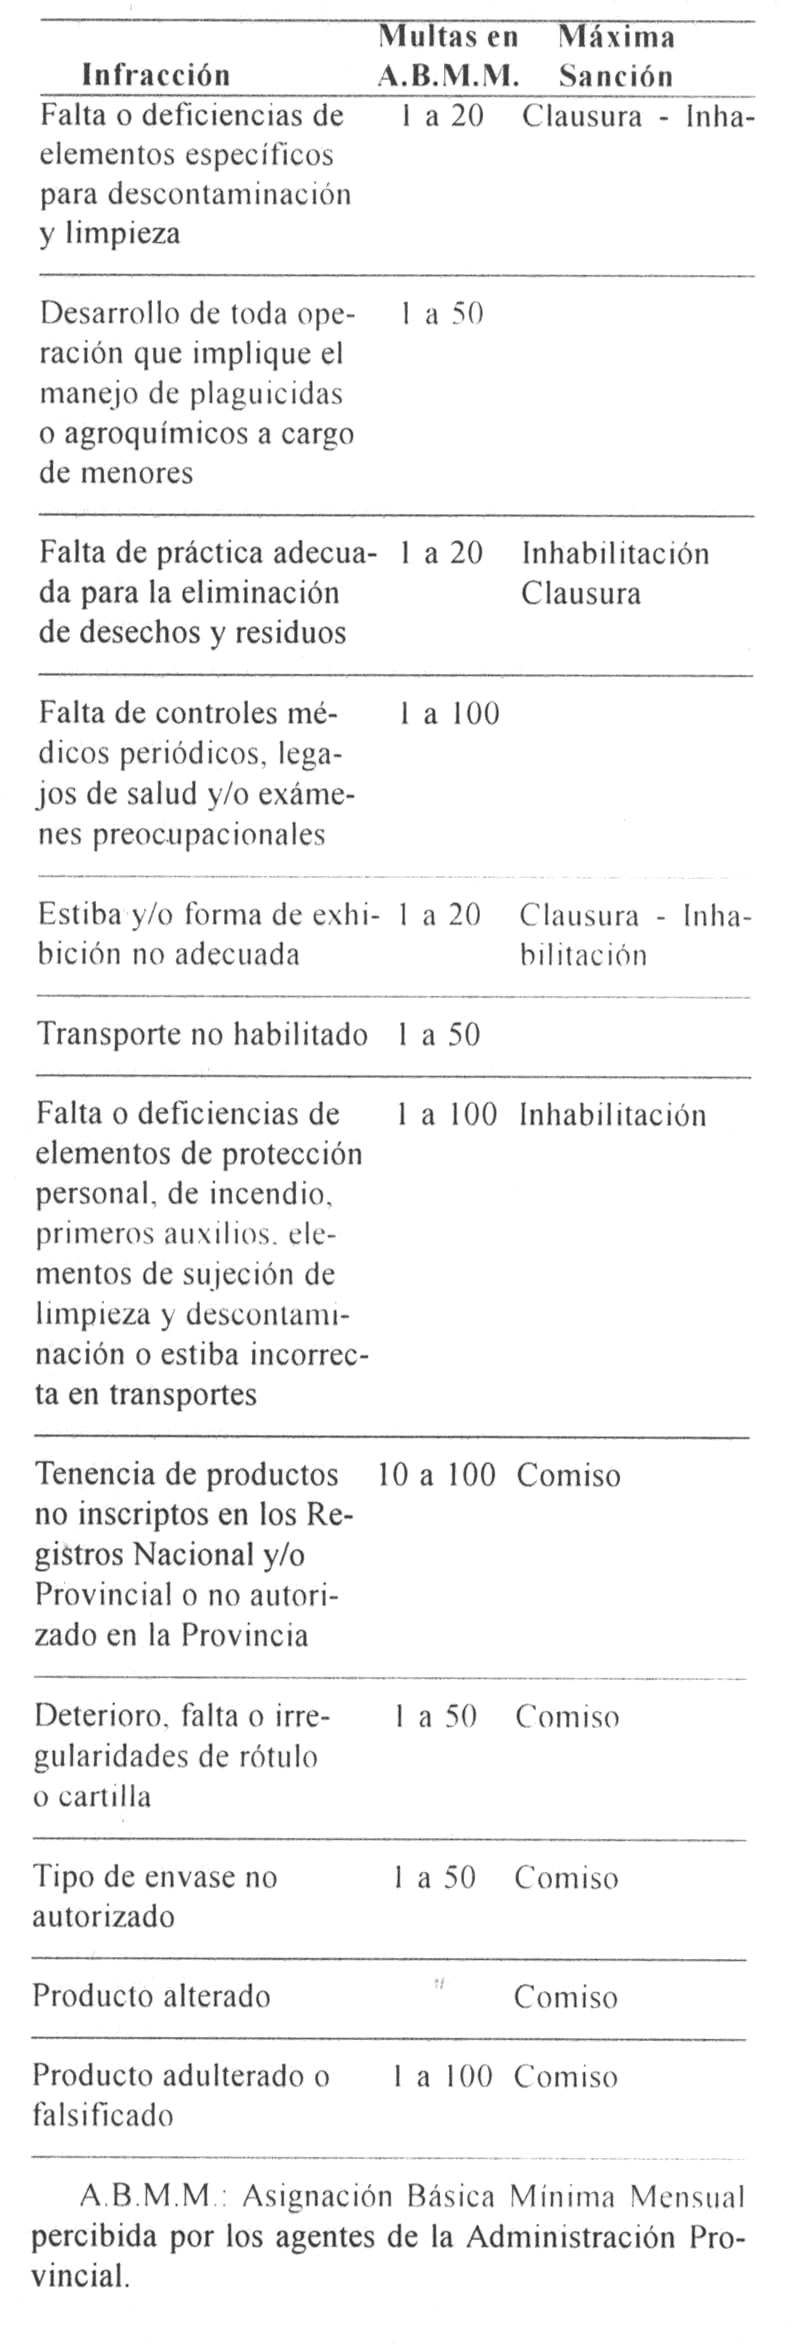 Multas en Máxima
Infracción A.B.M.M. Sanción
Falta o deficiencias de 1 a 20 Clausura - Inha-
elementos específicos
para descontaminación
y limpieza
Desarrollo de toda ope- 1 a 50
ración que implique el
manejo de plaguicidas
o agroquímicos a cargo
de menores
Falta de práctica adecua- 1 a 20 Inhabilitación
da para la eliminación Clausura
de desechos y residuos
Falta de controles mé- 1 a 100
dicos periódicos, lega-
jos de salud y/o exáme-
nes preocupacionales
Estiba y/o forma de exhi- 1 a 20 Clausura - Inha-
bición no adecuada bilitación
Transporte no habilitado 1 a 50
Falta o deficiencias de 1 a 100 Inhabilitación
elementos de protección
personal, de incendio,
primeros auxilios. ele-
mentos de sujeción de
limpieza y descontami-
nación o estiba incorrec-
ta en transportes
Tenencia de productos 10 a 100 Comiso
no inscriptos en los Re-
gistros Nacional y/o
Provincial o no autori-
zado en la Provincia
Deterioro, falta o irre- 1 a 50 Comiso
gularidades de rótulo
o cartilla
Tipo de envase no 1 a 50 Comiso
autorizado
Producto alterado Comiso
Producto adulterado o 1 a 100 Comiso
falsificado
A.B.M.M.: Asignación Básica Mínima Mensual
percibida por los agentes de la Administración Pro-
vincial.